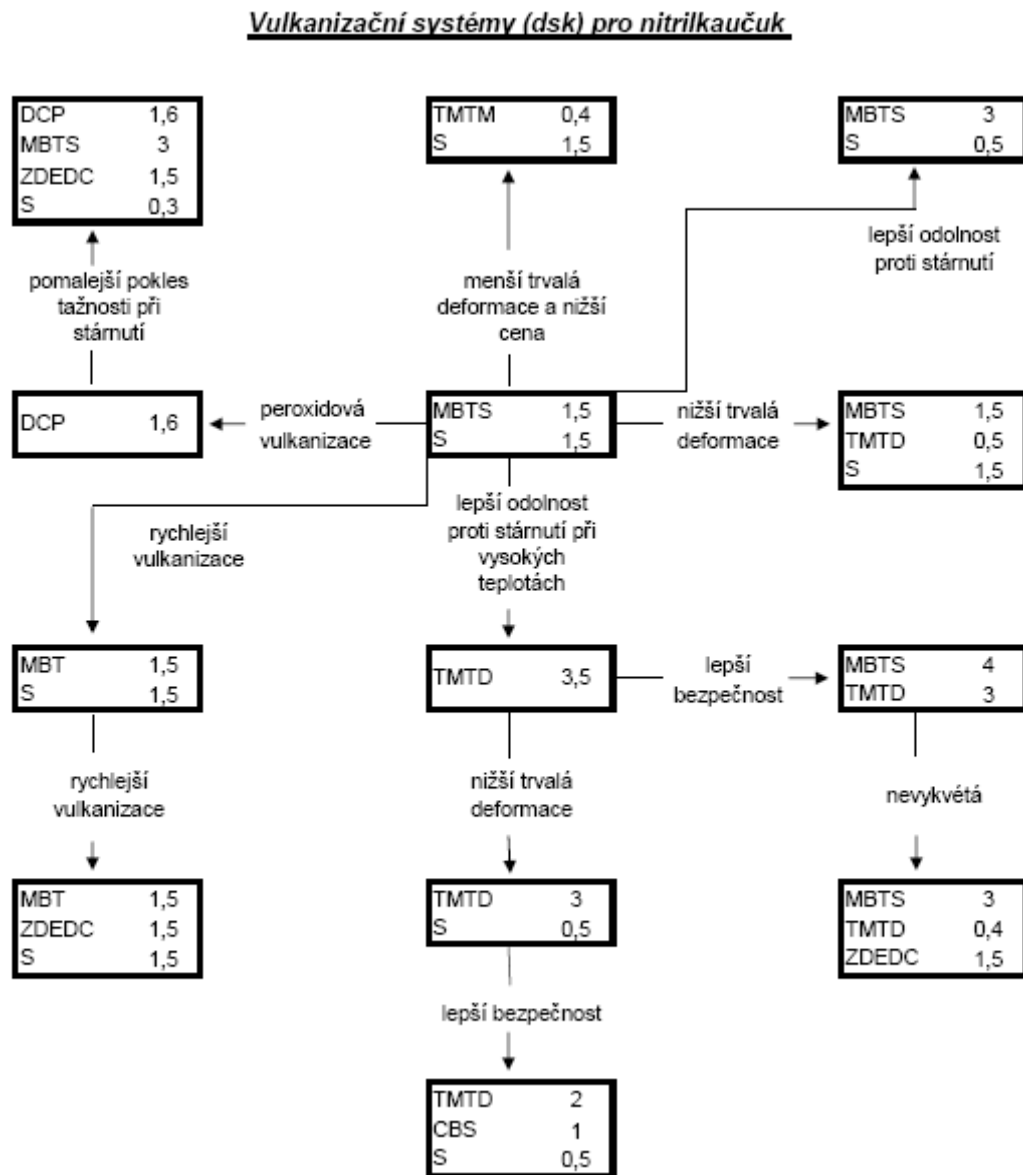 Vulkanizační systémy (dsk) pro nitrilkaučuk
DCP 1,6
MBTS 3
ZDEDC 1,5
S 0,3
TMTM 0,4
S 1,5
MBTS 3
S 0,5
pomalejší pokles
tažnosti při
stárnutí
menší trvalá
deformace a nižší
cena
lepší odolnost
proti stárnutí
DCP 1,6
peroxidová
vulkanizace
MBTS 1,5
S 1,5
nižší trvalá
deformace
MBTS 1,5
TMTD 0,5
S 1,5
rychlejší
vulkanizace
lepší odolnost
proti stárnutí při
vysokých
teplotách
MBT 1,5
S 1,5
TMTD 3,5
lepší
bezpečnost
MBTS 4
TMTD 3
rychlejší
vulkanizace
nižší trvalá
deformace
nevykvétá
MBT 1,5
ZDEDC 1,5
S 1,5
TMTD 3
S 0,5
MBTS 3
TMTD 0,4
ZDEDC 1,5
lepší bezpečnost
TMTD 2
CBS 1
S 0,5